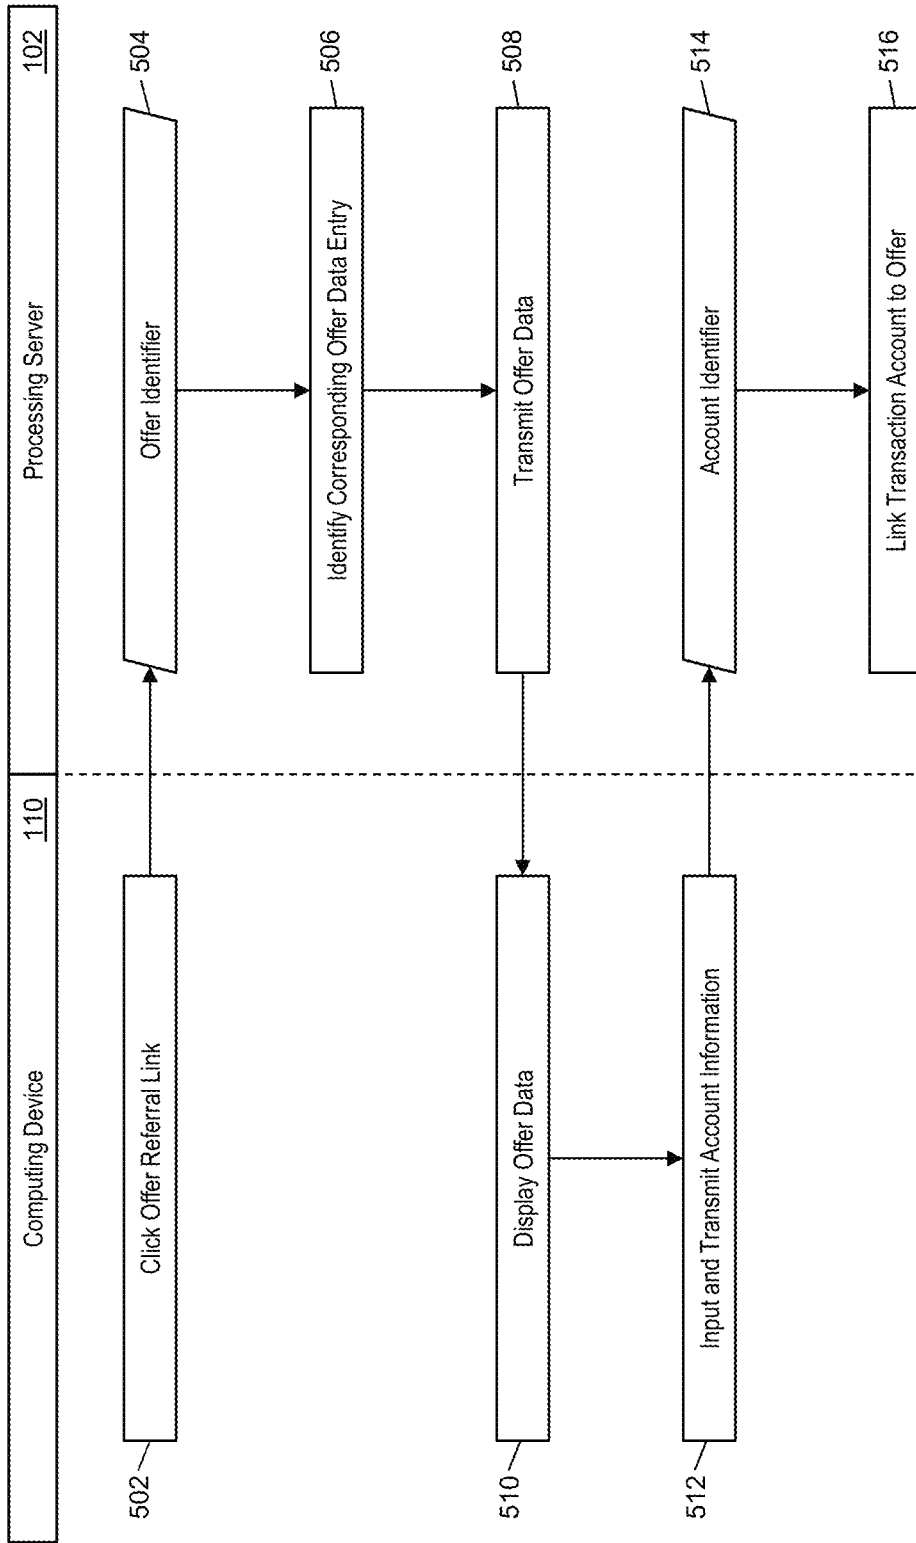 Computing Device
110
Processing Server
102
502
Click Offer Referral Link
Offer Identifier
504
Identify Corresponding Offer Data Entry
506
510
Display Offer Data
Transmit Offer Data
508
512
Input and Transmit Account Information
Account Identifier
514
Link Transaction Account to Offer
516